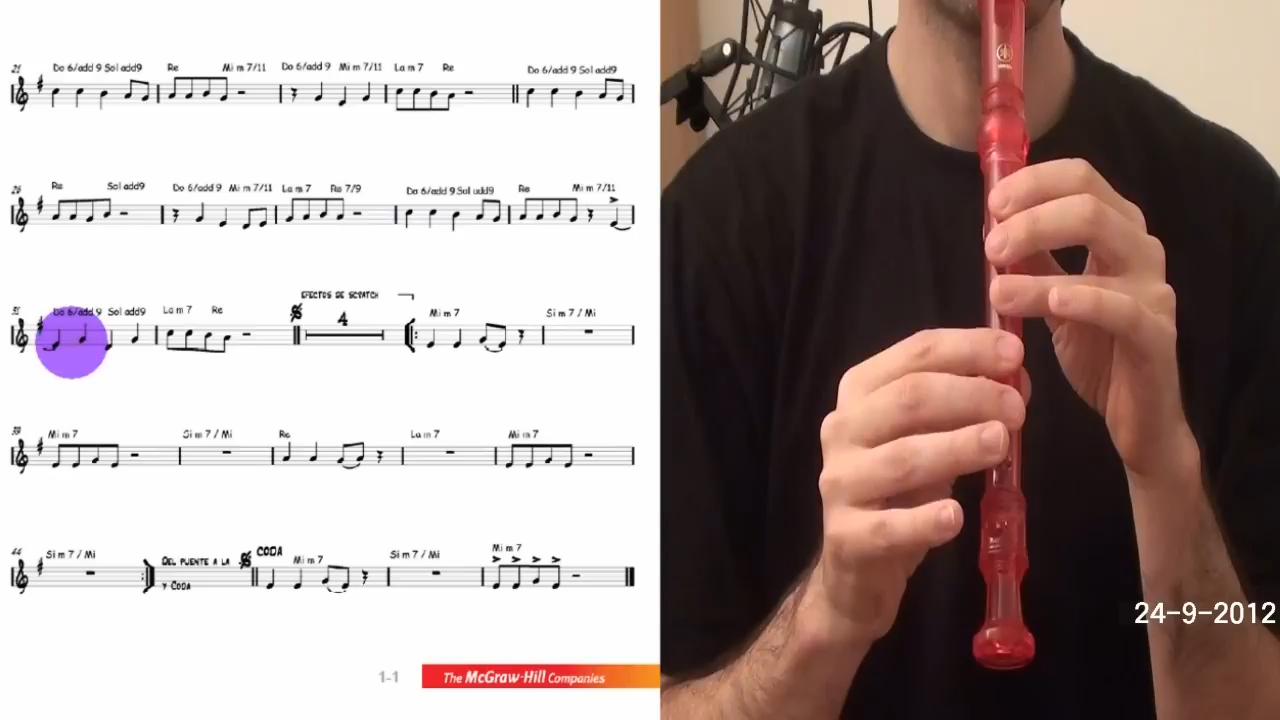 21 Do 6/add 9 Sol add9 Re Mi m 7/11 Do 6/add 9 Mi m 7/11 La m 7 Re Do 6/add 9 Sol add9
26 Re Sol add9 Do 6/add 9 Mi m 7/11 La m 7 Re 7/9 Do 6/add 9 Sol add9 Re Mi m 7/11
EFECTOS DE SCRATCH
31 Do 6/add 9 Sol add9 La m 7 Re 4 Mi m 7 Si m 7 / Mi
39 Mi m 7 Si m 7 / Mi Re La m 7 Mi m 7
44 Si m 7 / Mi DEL PUENTE A LA CODA Mi m 7 Si m 7 / Mi Mi m 7
Y CODA
1-1 The McGraw-Hill Companies
24-9-2012